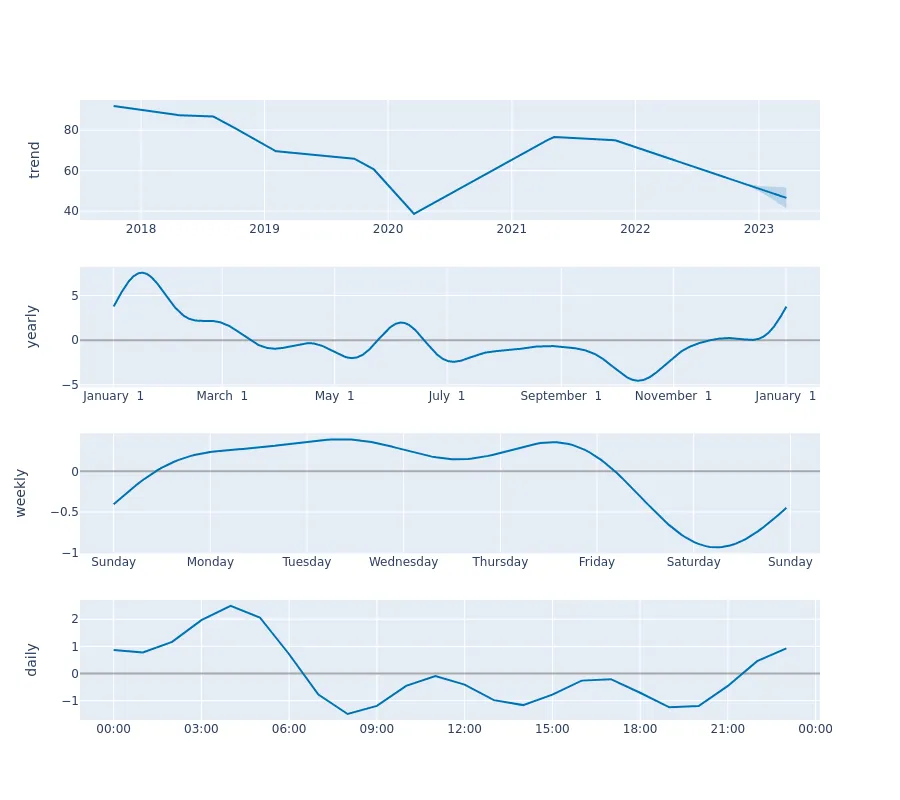 trend
80
60
40
2018 2019 2020 2021 2022 2023
yearly
5
0
−5
January 1 March 1 May 1 July 1 September 1 November 1 January 1
weekly
0
−0.5
−1
Sunday Monday Tuesday Wednesday Thursday Friday Saturday Sunday
daily
2
1
0
−1
00:00 03:00 06:00 09:00 12:00 15:00 18:00 21:00 00:00